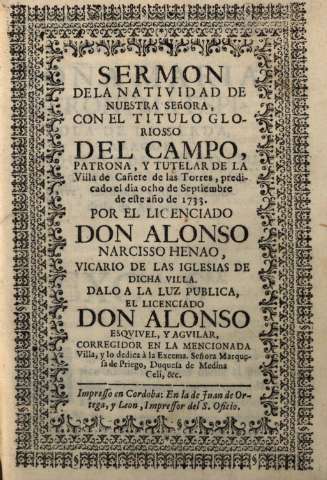 SERMON
DE LA NATIVIDAD DE
NUESTRA SEñORA,
CON EL TITULO GLO-
RIOSSO
DEL CAMPO,
PATRONA, Y TUTELAR DE LA
Villa de Cañete de las Torres, predi-
cado el dia ocho de Septiembre
de este año de 1733.
POR EL LICENCIADO
DON ALONSO
NARCISSO HENAO,
VICARIO DE LAS IGLESIAS DE
DICHA VILLA.
DALO A LA LUZ PUBLICA,
EL LICENCIADO
DON ALONSO
ESQVIVEL, Y AGVILAR,
CORREGIDOR EN LA MENCIONADA
Villa, y lo dedica à la Excema. Señora Marque-
sa de Priego, Duquesa de Medina
Celi, &c.
Impresso en Cordoba: En la de Juan de Or-
tega, y Leon, Impressor del S. Oficio.